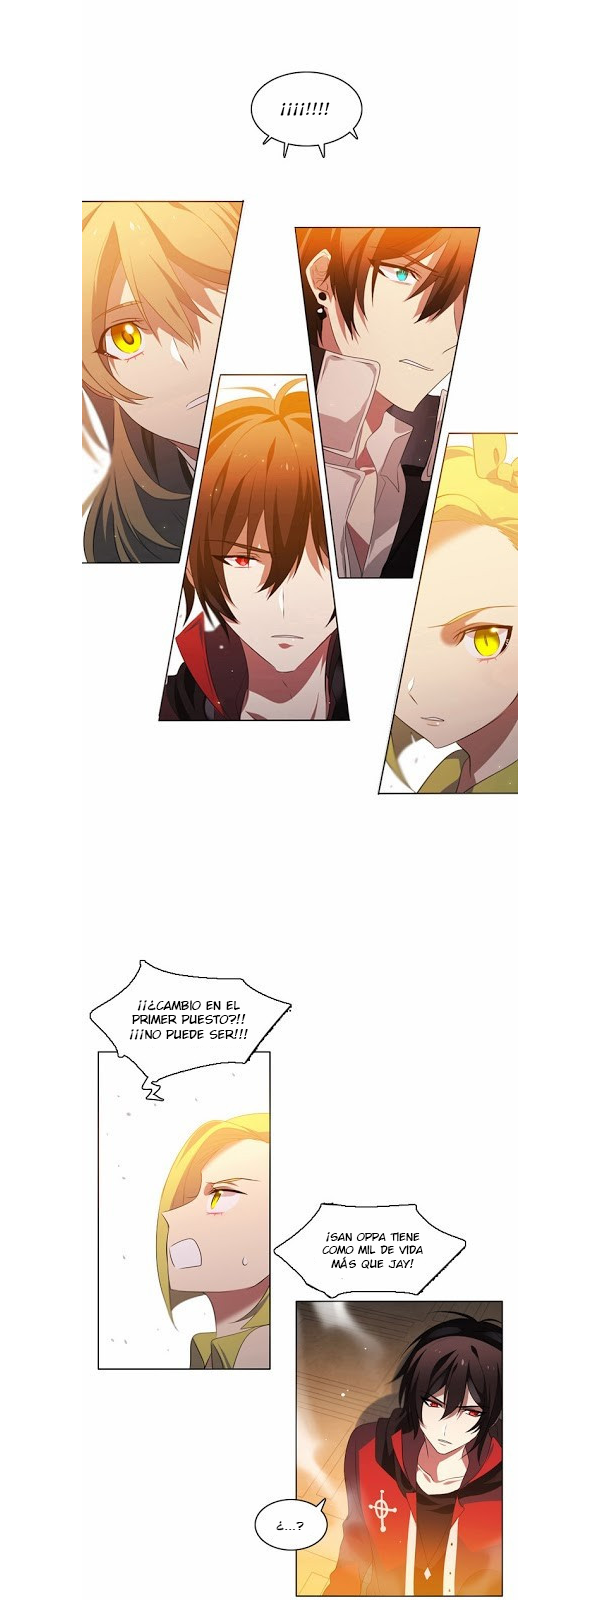 ¡¡¡¡!!!!
¡¡¿CAMBIO EN EL
PRIMER PUESTO?!!
¡¡¡NO PUEDE SER!!!
¡SAN OPPA TIENE
COMO MIL DE VIDA
MÁS QUE JAY!
¿...?